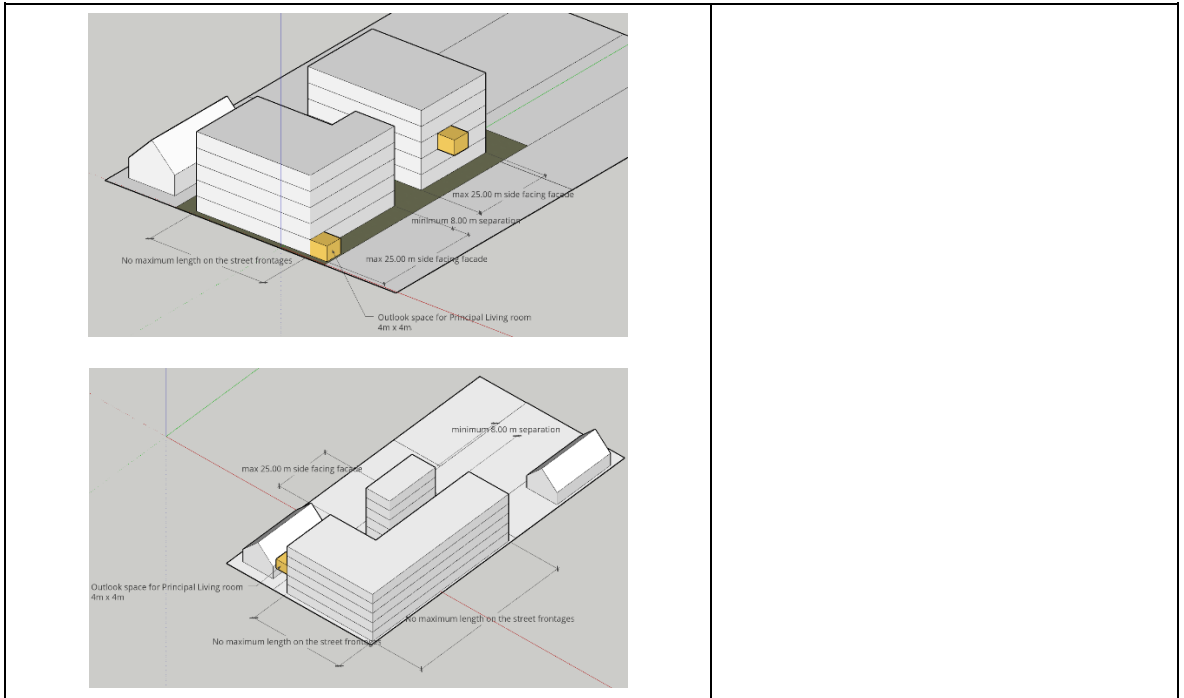 max 25.00 m side facing facade
minimum 8.00 m separation
No maximum length on the street frontages
max 25.00 m side facing facade
Outlook space for Principal Living room
4m x 4m
minimum 8.00 m separation
max 25.00 m side facing facade
Outlook space for Principal Living room
4m x 4m
No maximum length on the street frontages
No maximum length on the street frontages